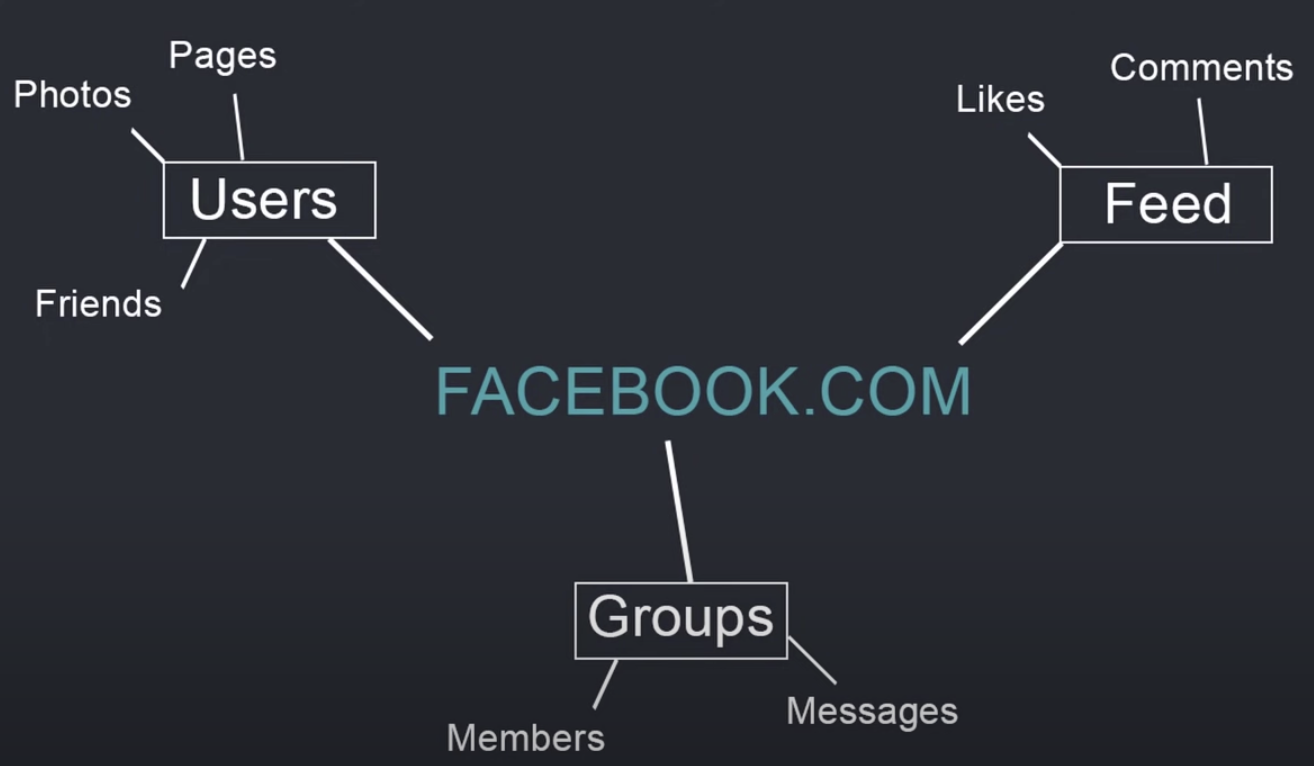 Pages
Photos
Users
Friends
Comments
Likes
Feed
FACEBOOK.COM
Groups
Members
Messages